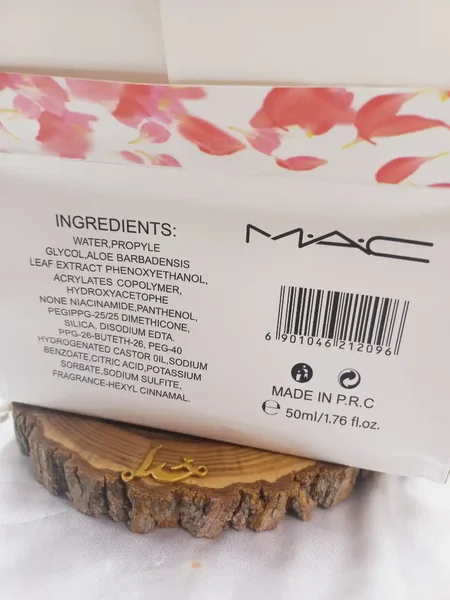 INGREDIENTS:
WATER,PROPYLE
GLYCOL,ALOE BARBADENSIS
LEAF EXTRACT PHENOXYETHANOL,
ACRYLATES COPOLYMER,
HYDROXYACETOPHE
NONE NIACINAMIDE,PANTHENOL,
PEGIPPG-25/25 DIMETHICONE,
SILICA, DISODIUM EDTA.
PPG-26-BUTETH-26, PEG-40
HYDROGENATED CASTOR 0IL,SODIUM
BENZOATE,CITRIC ACID,POTASSIUM
SORBATE,SODIUM SULFITE,
FRAGRANCE-HEXYL CINNAMAL.
M·A·C
6 901046 212096
MADE IN P.R.C
℮ 50ml/1.76 fl.oz.